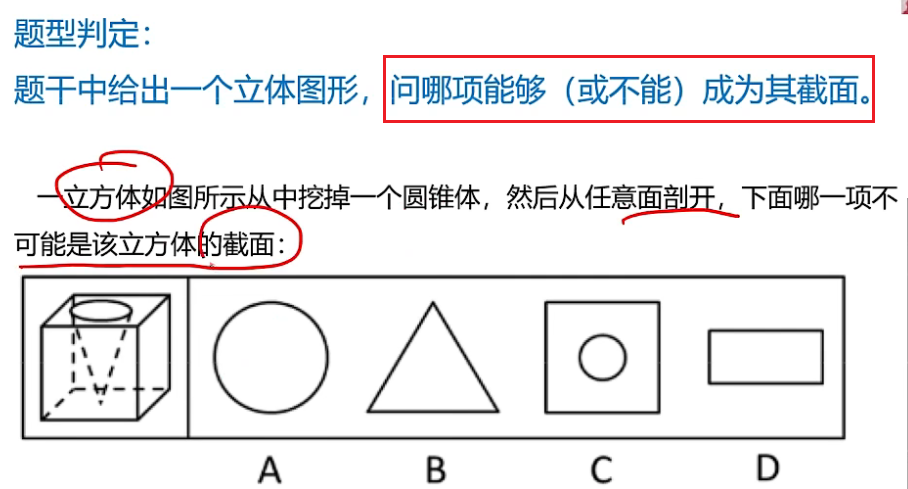 题型判定：
题干中给出一个立体图形，问哪项能够（或不能）成为其截面。
一立方体如图所示从中挖掉一个圆锥体，然后从任意面剖开，下面哪一项不
可能是该立方体的截面：
A B C D